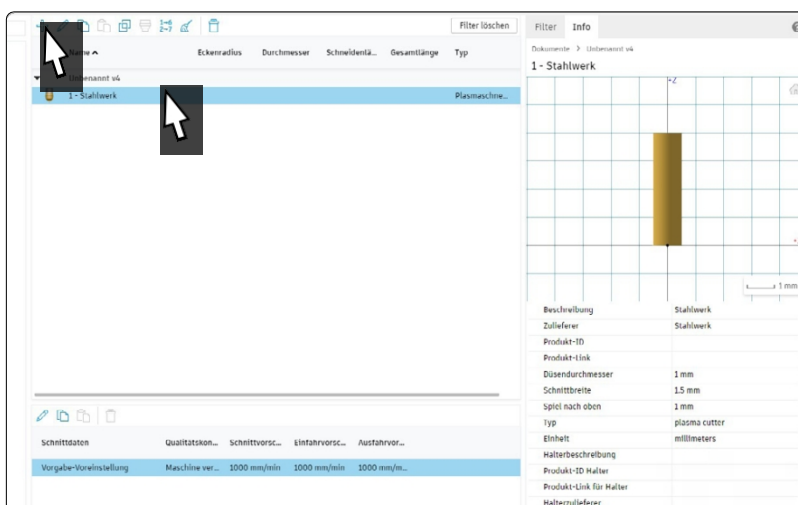 Filter löschen
Name Eckenradius Durchmesser Schneidenlä... Gesamtlänge Typ
Unbenannt v4
1 - Stahlwerk Plasmaschne...
Schnittdaten Qualitätskon... Schnittvorsc... Einfahrvorsc... Ausfahrvor...
Vorgabe-Voreinstellung Maschine ver... 1000 mm/min 1000 mm/min 1000 mm/m...
Filter Info
Dokumente > Unbenannt v4
1 - Stahlwerk
+Z
1 mm
Beschreibung Stahlwerk
Zulieferer Stahlwerk
Produkt-ID
Produkt-Link
Düsendurchmesser 1 mm
Schnittbreite 1.5 mm
Spiel nach oben 1 mm
Typ plasma cutter
Einheit millimeters
Halterbeschreibung
Produkt-ID Halter
Produkt-Link für Halter
Halterzulieferer